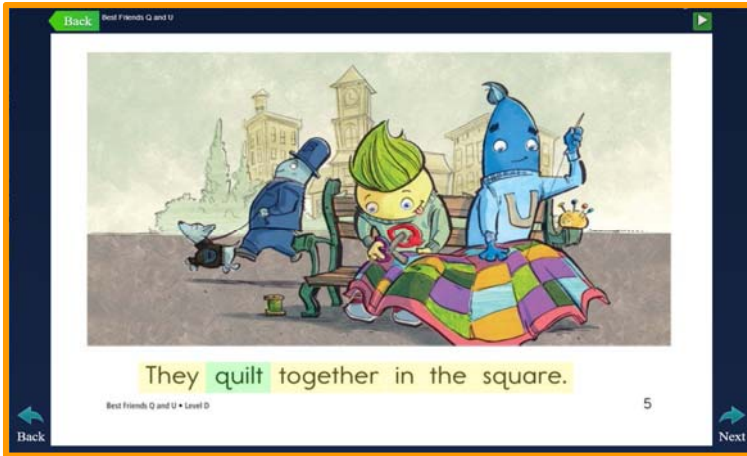 Back
Best Friends Q and U
Q
U
They quilt together in the square.
Best Friends Q and U • Level D
5
Back
Next